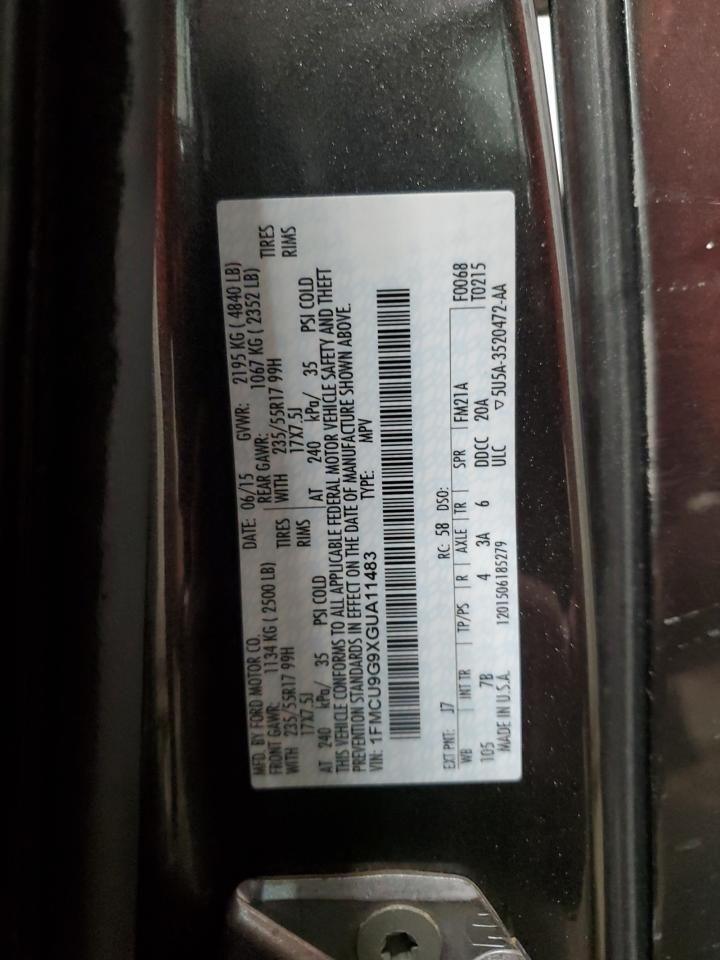 MFD. BY FORD MOTOR CO. DATE: 06/15 GVWR: 2195 KG ( 4840 LB)
FRONT GAWR: 1134 KG ( 2500 LB) REAR GAWR: 1067 KG ( 2352 LB)
WITH 235/55R17 99H TIRES WITH 235/55R17 99H TIRES
17X7.5J RIMS 17X7.5J RIMS
AT 240 kPa/ 35 PSI COLD AT 240 kPa/ 35 PSI COLD
THIS VEHICLE CONFORMS TO ALL APPLICABLE FEDERAL MOTOR VEHICLE SAFETY AND THEFT
PREVENTION STANDARDS IN EFFECT ON THE DATE OF MANUFACTURE SHOWN ABOVE.
VIN: 1FMCU9G9XGUA11483 TYPE: MPV
EXT PNT: J7 RC: 58 DSO: F0068
WB INT TR TP/PS R AXLE TR SPR FM21A T0215
105 7B 4 3A 6 DDCC 20A
MADE IN U.S.A. 1201506185279 ULC ▽5U5A-3520472-AA